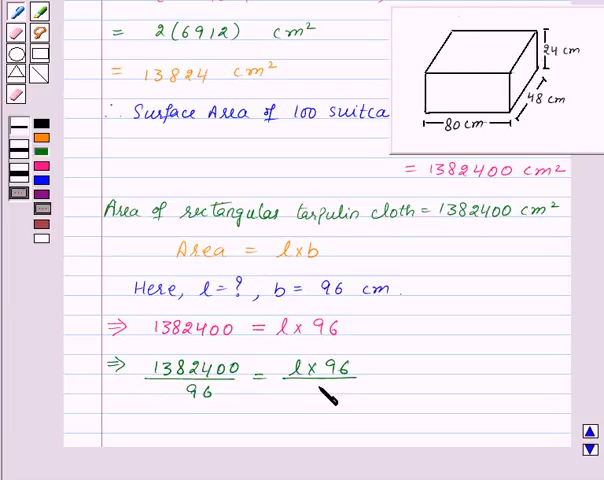 = 2(6912) cm²
= 13824 cm²
∴ Surface Area of 100 suitca
= 1382400 cm²
24 cm
48 cm
80 cm
Area of rectangular tarpulin cloth = 1382400 cm²
Area = l×b
Here, l = ?, b = 96 cm.
⇒ 1382400 = l × 96
⇒ 1382400/96 = l × 96/